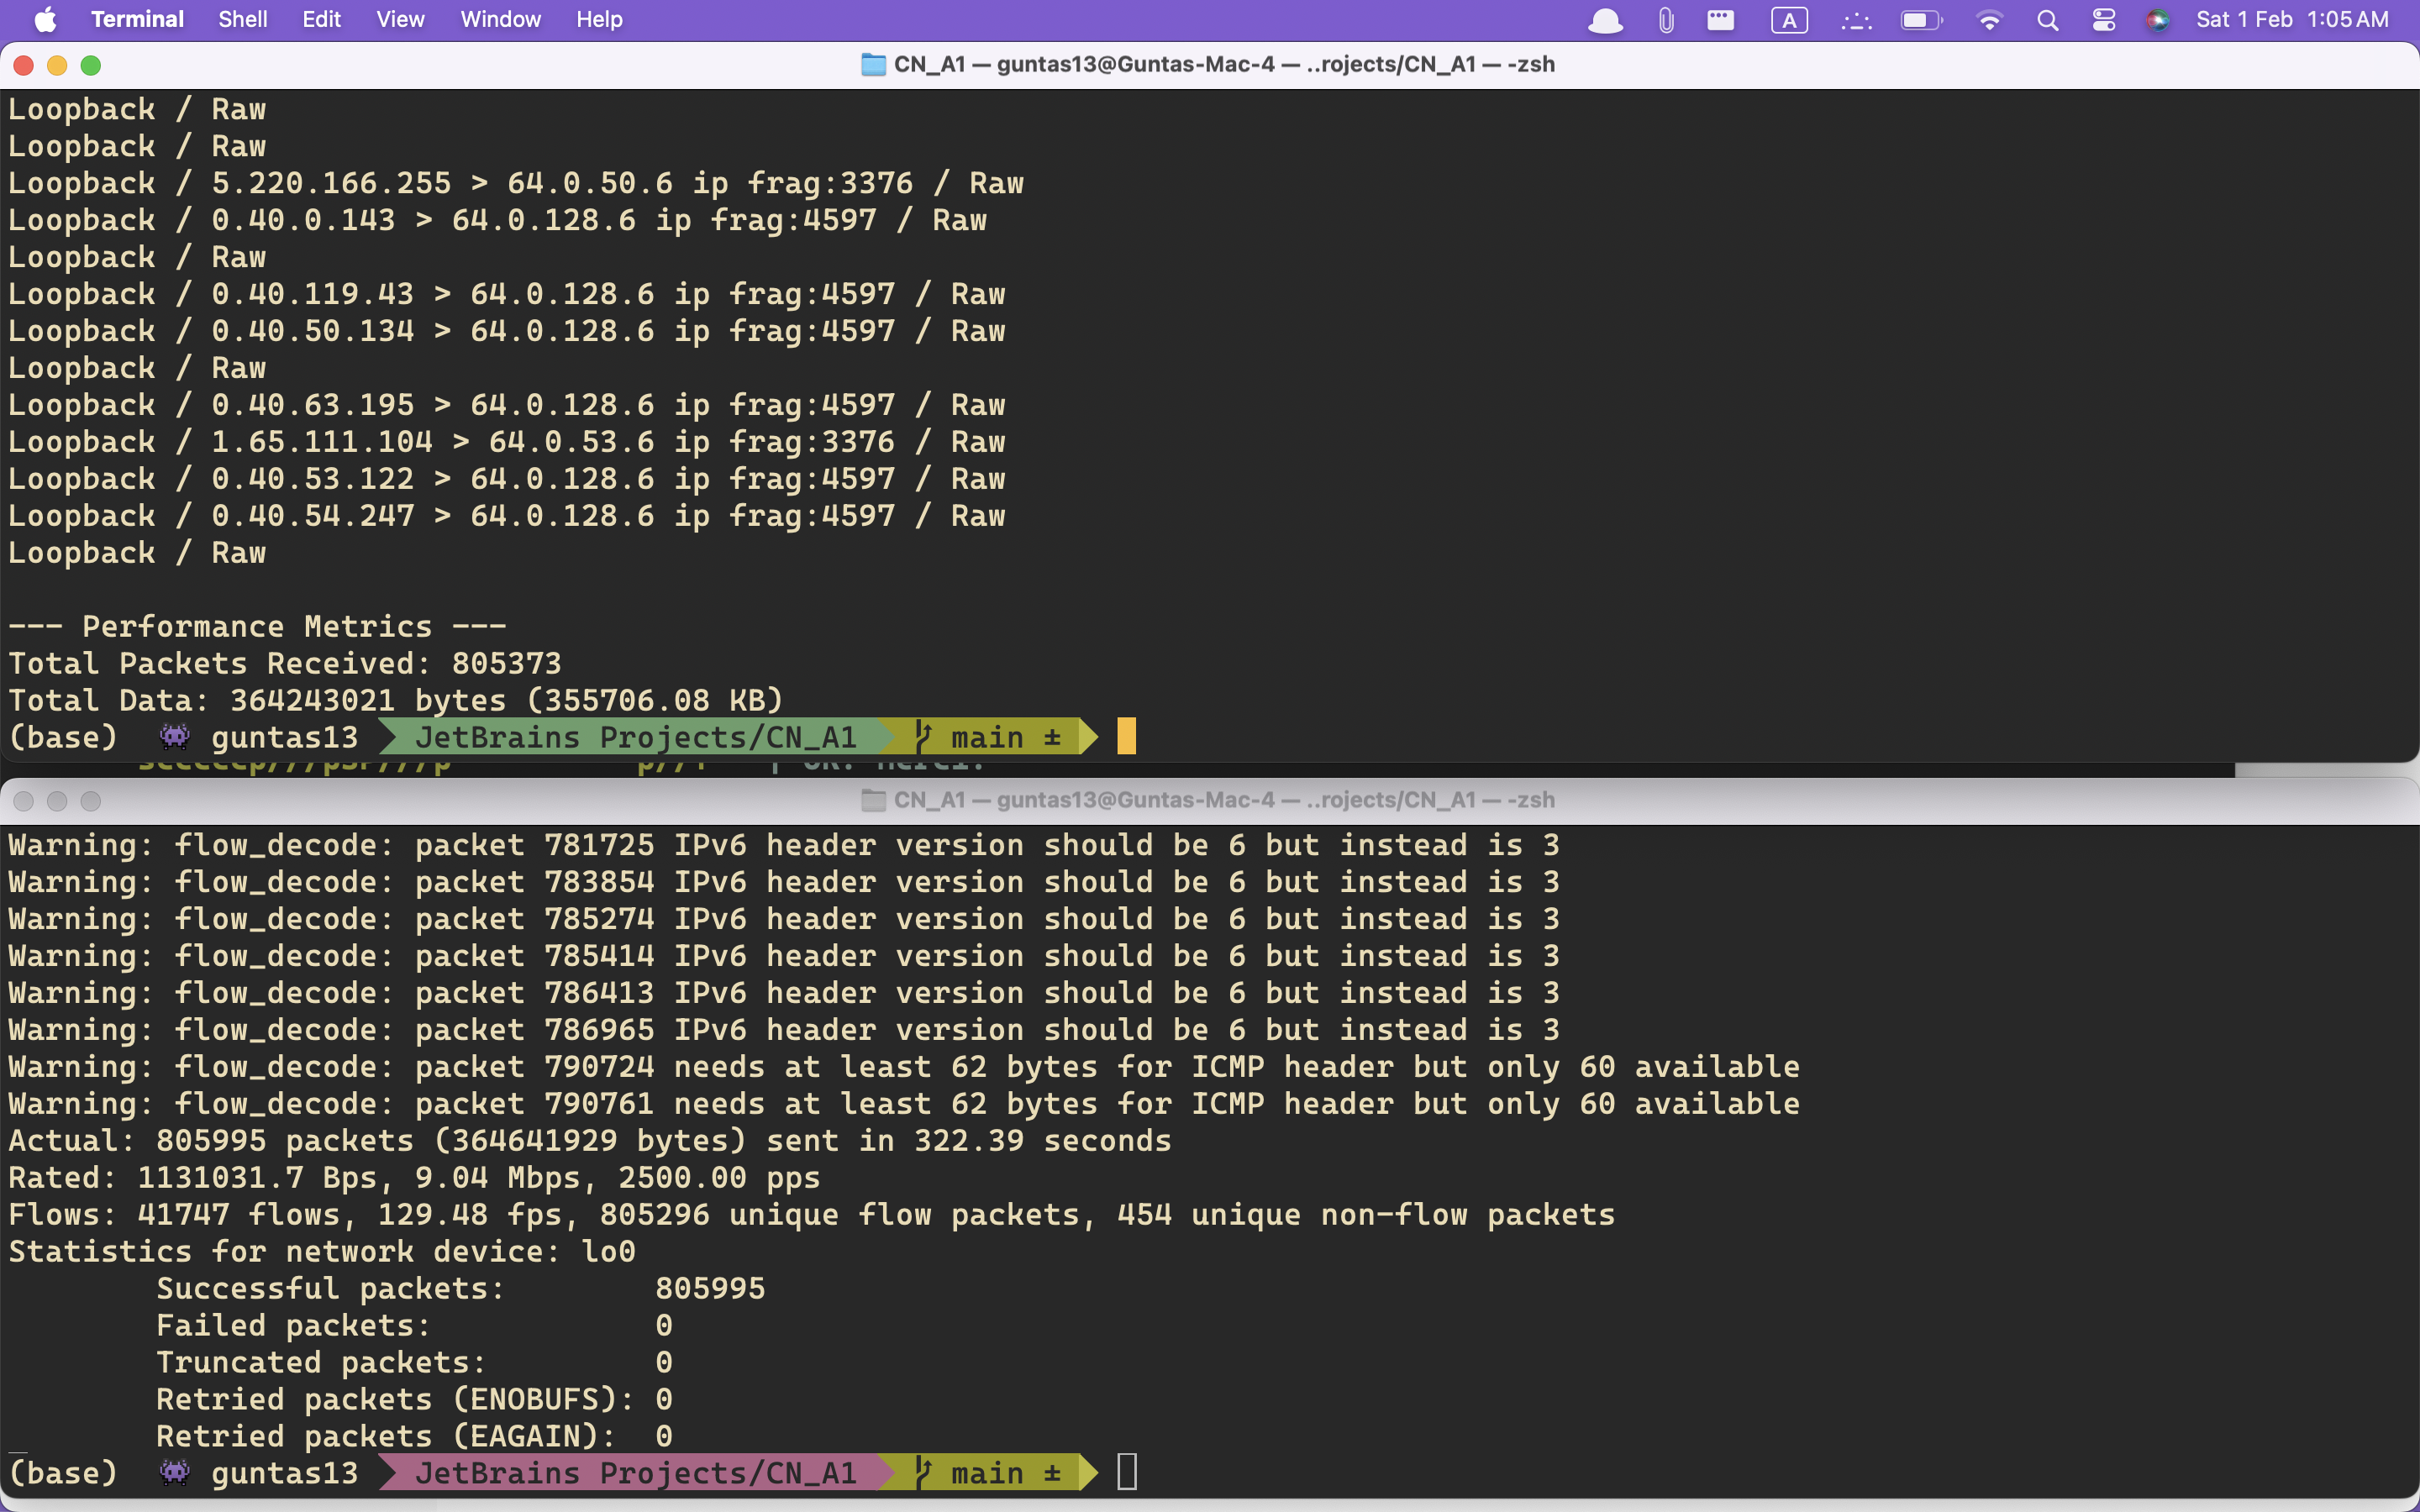 Terminal Shell Edit View Window Help A Sat 1 Feb 1:05 AM
CN_A1 — guntas13@Guntas-Mac-4 — ..rojects/CN_A1 — -zsh
Loopback / Raw
Loopback / Raw
Loopback / 5.220.166.255 > 64.0.50.6 ip frag:3376 / Raw
Loopback / 0.40.0.143 > 64.0.128.6 ip frag:4597 / Raw
Loopback / Raw
Loopback / 0.40.119.43 > 64.0.128.6 ip frag:4597 / Raw
Loopback / 0.40.50.134 > 64.0.128.6 ip frag:4597 / Raw
Loopback / Raw
Loopback / 0.40.63.195 > 64.0.128.6 ip frag:4597 / Raw
Loopback / 1.65.111.104 > 64.0.53.6 ip frag:3376 / Raw
Loopback / 0.40.53.122 > 64.0.128.6 ip frag:4597 / Raw
Loopback / 0.40.54.247 > 64.0.128.6 ip frag:4597 / Raw
Loopback / Raw
--- Performance Metrics ---
Total Packets Received: 805373
Total Data: 364243021 bytes (355706.08 KB)
(base) 👾 guntas13 JetBrains Projects/CN_A1 main ±
CN_A1 — guntas13@Guntas-Mac-4 — ..rojects/CN_A1 — -zsh
Warning: flow_decode: packet 781725 IPv6 header version should be 6 but instead is 3
Warning: flow_decode: packet 783854 IPv6 header version should be 6 but instead is 3
Warning: flow_decode: packet 785274 IPv6 header version should be 6 but instead is 3
Warning: flow_decode: packet 785414 IPv6 header version should be 6 but instead is 3
Warning: flow_decode: packet 786413 IPv6 header version should be 6 but instead is 3
Warning: flow_decode: packet 786965 IPv6 header version should be 6 but instead is 3
Warning: flow_decode: packet 790724 needs at least 62 bytes for ICMP header but only 60 available
Warning: flow_decode: packet 790761 needs at least 62 bytes for ICMP header but only 60 available
Actual: 805995 packets (364641929 bytes) sent in 322.39 seconds
Rated: 1131031.7 Bps, 9.04 Mbps, 2500.00 pps
Flows: 41747 flows, 129.48 fps, 805296 unique flow packets, 454 unique non-flow packets
Statistics for network device: lo0
Successful packets: 805995
Failed packets: 0
Truncated packets: 0
Retried packets (ENOBUFS): 0
Retried packets (EAGAIN): 0
(base) 👾 guntas13 JetBrains Projects/CN_A1 main ±